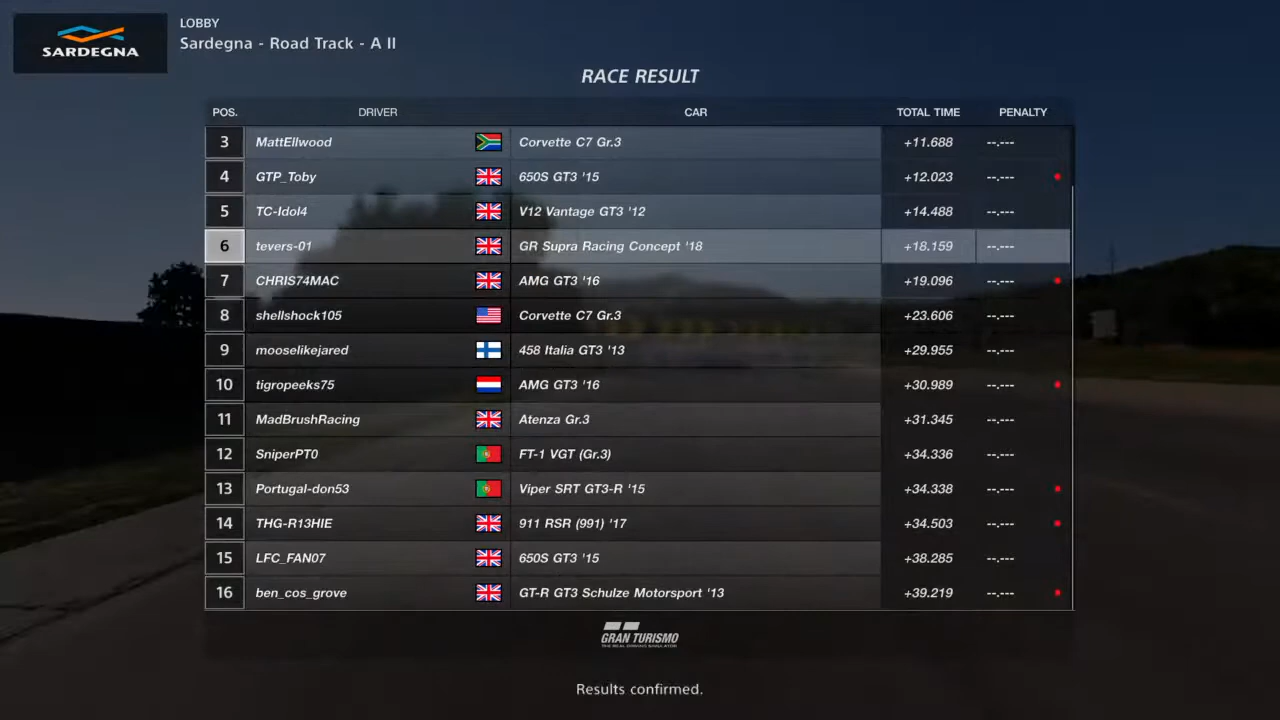 LOBBY
SARDEGNA
Sardegna - Road Track - A II
RACE RESULT
POS. DRIVER CAR TOTAL TIME PENALTY
3 MattEllwood Corvette C7 Gr.3 +11.688 --.---
4 GTP_Toby 650S GT3 '15 +12.023 --.---
5 TC-Idol4 V12 Vantage GT3 '12 +14.488 --.---
6 tevers-01 GR Supra Racing Concept '18 +18.159 --.---
7 CHRIS74MAC AMG GT3 '16 +19.096 --.---
8 shellshock105 Corvette C7 Gr.3 +23.606 --.---
9 mooselikejared 458 Italia GT3 '13 +29.955 --.---
10 tigropeeks75 AMG GT3 '16 +30.989 --.---
11 MadBrushRacing Atenza Gr.3 +31.345 --.---
12 SniperPT0 FT-1 VGT (Gr.3) +34.336 --.---
13 Portugal-don53 Viper SRT GT3-R '15 +34.338 --.---
14 THG-R13HIE 911 RSR (991) '17 +34.503 --.---
15 LFC_FAN07 650S GT3 '15 +38.285 --.---
16 ben_cos_grove GT-R GT3 Schulze Motorsport '13 +39.219 --.---
GRAN TURISMO
THE REAL DRIVING SIMULATOR
Results confirmed.